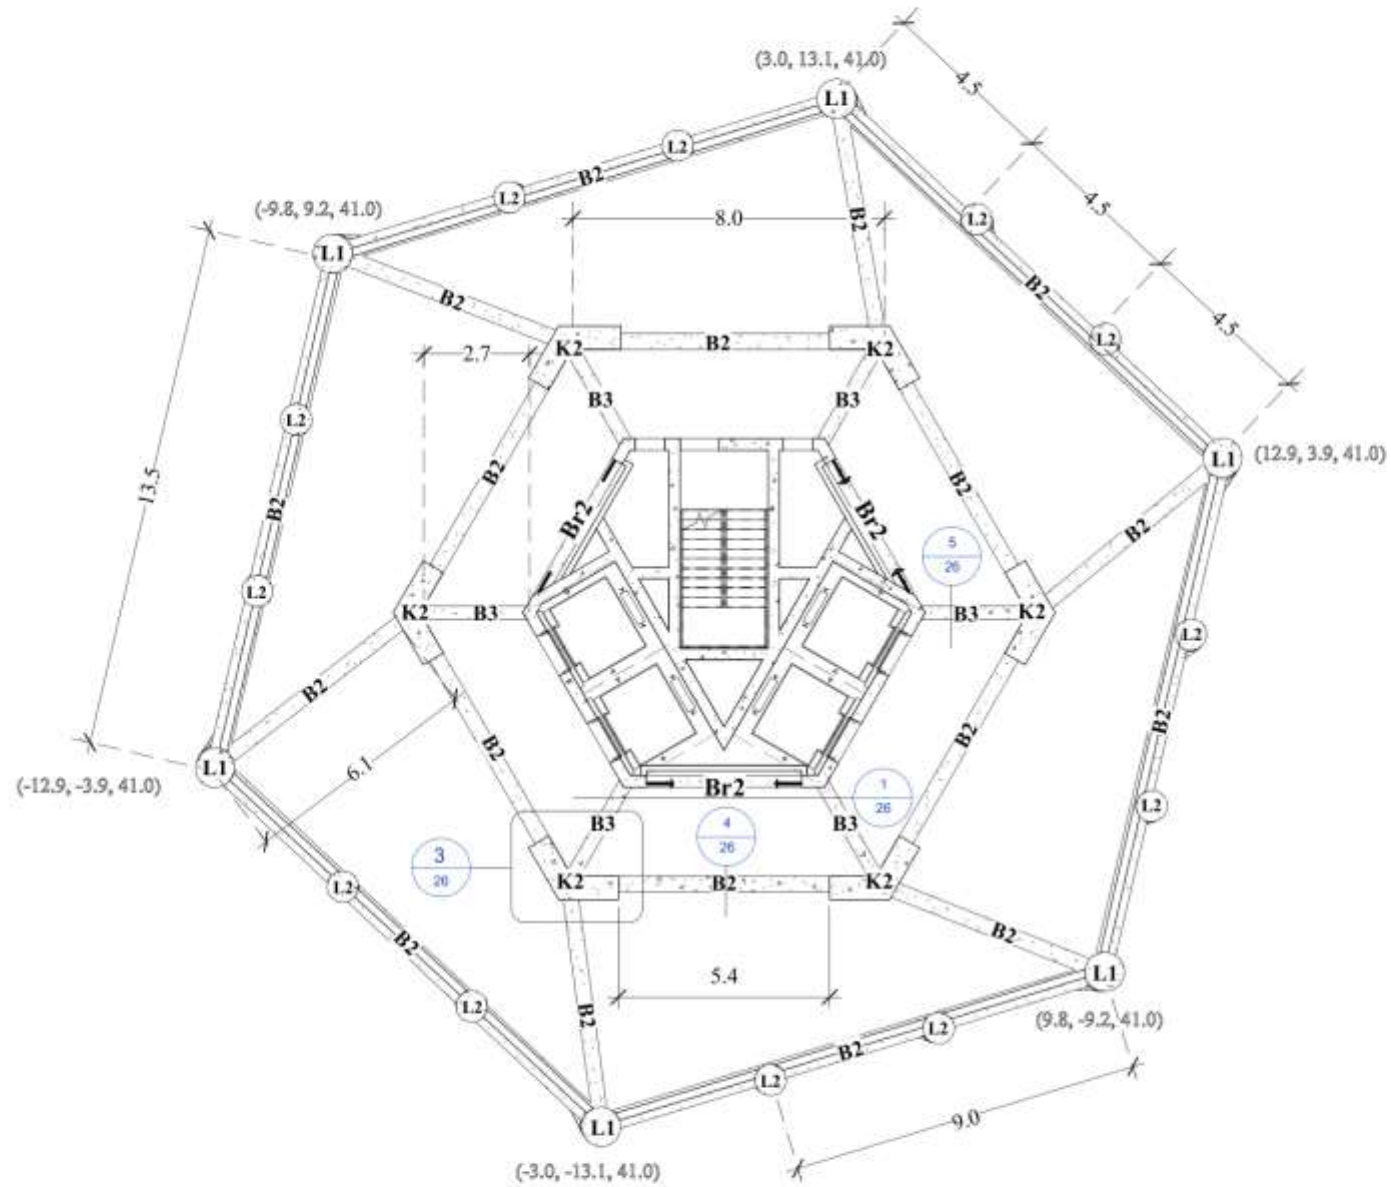 (3.0, 13.1, 41.0)
4.5
L1
L2
B2
L2
(-9.8, 9.2, 41.0)
8.0
B2
L2
4.5
L1
B2
B2
4.5
K2
B2
K2
L2
2.7
B3
B3
L2
L1
(12.9, 3.9, 41.0)
13.5
B2
B2
B2
B2
Br2
Br2
5
26
L2
K2
B3
B3
K2
L2
B2
B2
B2
B2
B2
L1
(-12.9, -3.9, 41.0)
6.1
Br2
1
26
L2
B3
4
26
B3
3
26
K2
B2
K2
L2
B2
B2
L1
5.4
L2
B2
(9.8, -9.2, 41.0)
L2
B2
L2
L1
9.0
(-3.0, -13.1, 41.0)